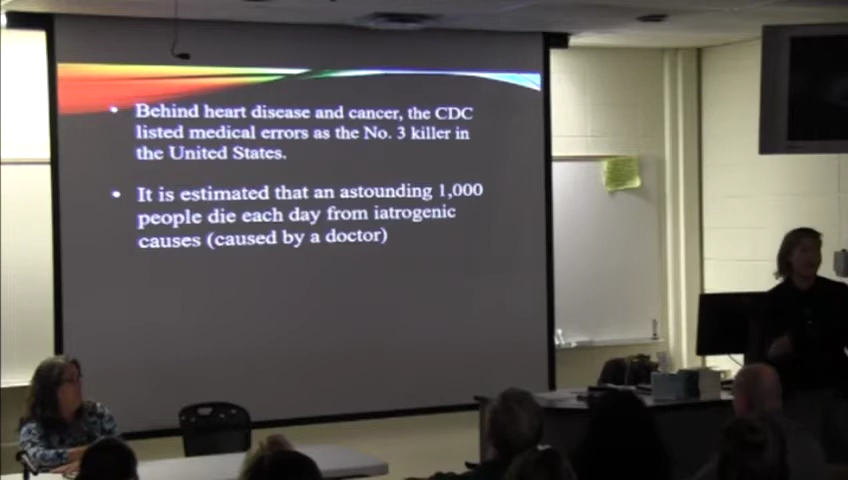 Behind heart disease and cancer, the CDC
listed medical errors as the No. 3 killer in
the United States.
It is estimated that an astounding 1,000
people die each day from iatrogenic
causes (caused by a doctor)